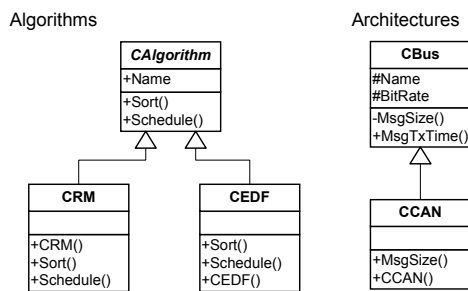 Algorithms
CAlgorithm
+Name
+Sort()
+Schedule()
CRM
+CRM()
+Sort()
+Schedule()
CEDF
+Sort()
+Schedule()
+CEDF()
Architectures
CBus
#Name
#BitRate
-MsgSize()
+MsgTxTime()
CCAN
+MsgSize()
+CCAN()